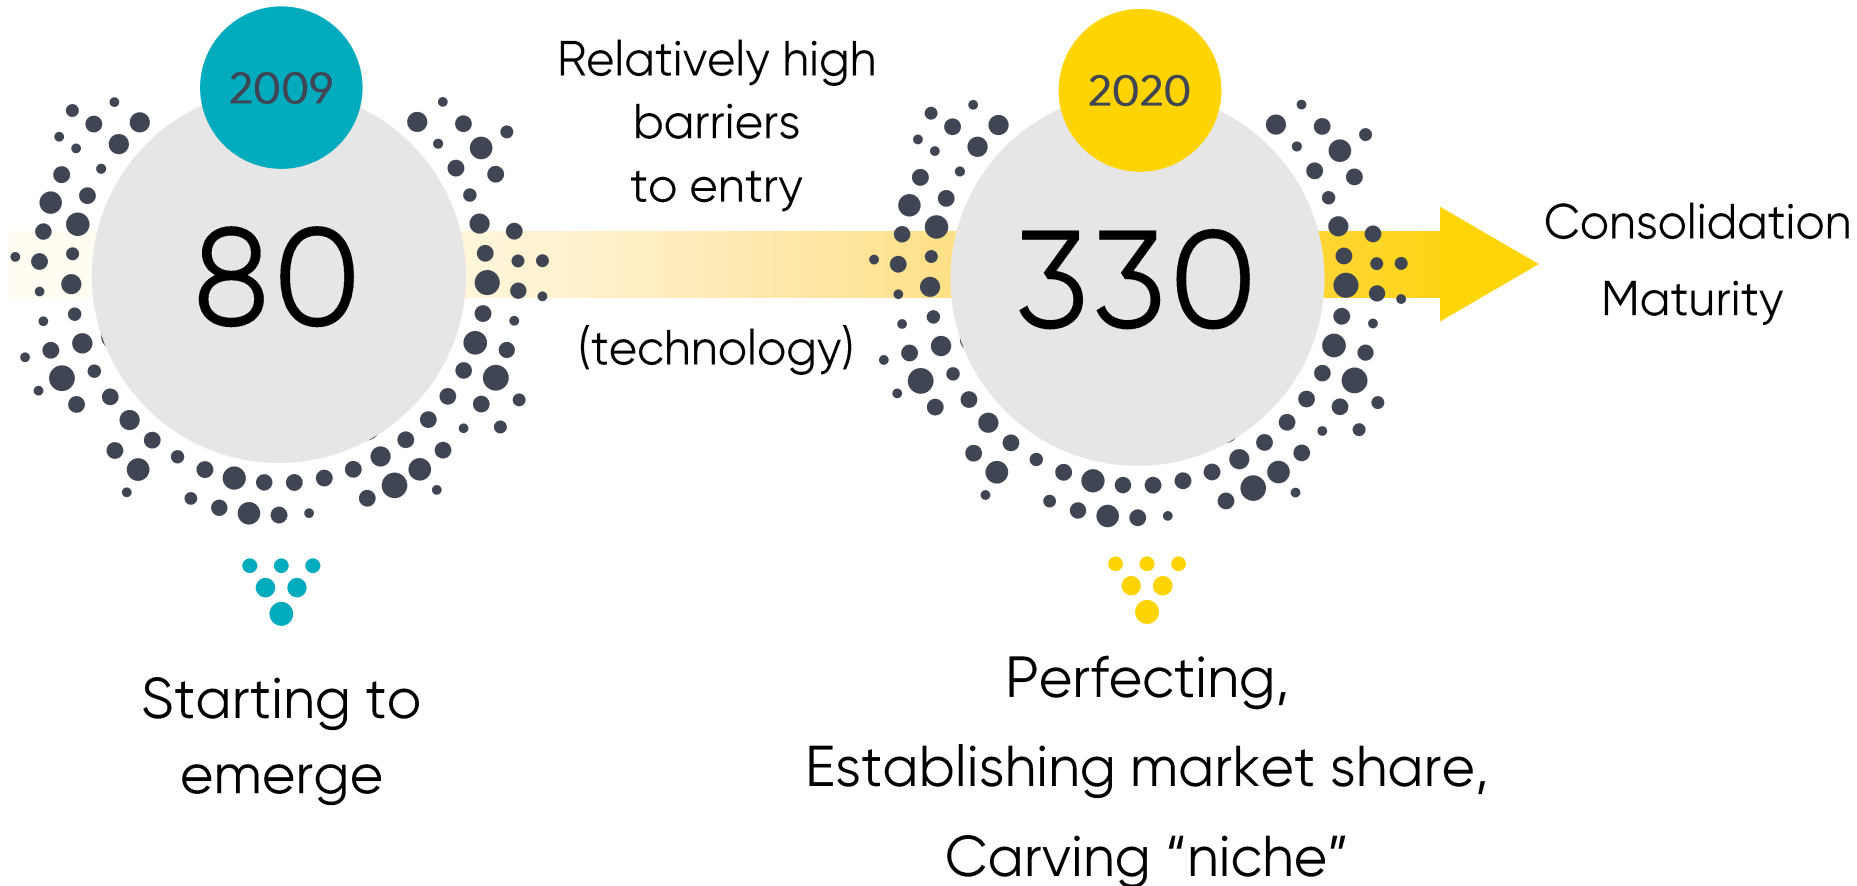 2009
80
Starting to
emerge
Relatively high
barriers
to entry
(technology)
2020
330
Perfecting,
Establishing market share,
Carving “niche”
Consolidation
Maturity